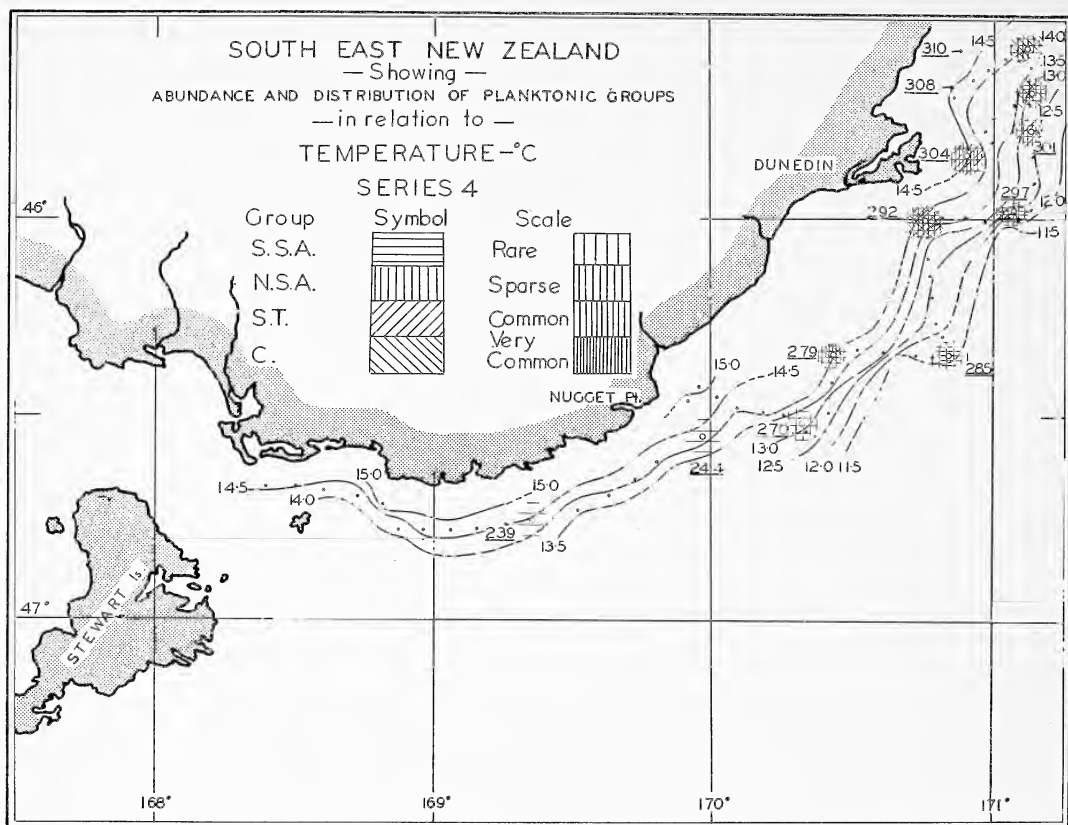 SOUTH EAST NEW ZEALAND
— Showing —
ABUNDANCE AND DISTRIBUTION OF PLANKTONIC GROUPS
— in relation to —
TEMPERATURE-°C
SERIES 4
Group Symbol Scale
S.S.A. Rare
N.S.A. Sparse
S.T. Common
C. Very Common
DUNEDIN
NUGGET Pt.
STEWART Is.
310 → 14·5 14·0
13·5
308 → 13·0
12·5
304 301
14·5 297 12·0
46° 292 11·5
279 285
15·0 14·5
270
13·0
12·5 12·0 11·5
244
15·0 15·0
14·5 14·0
239 13·5
47°
168° 169° 170° 171°